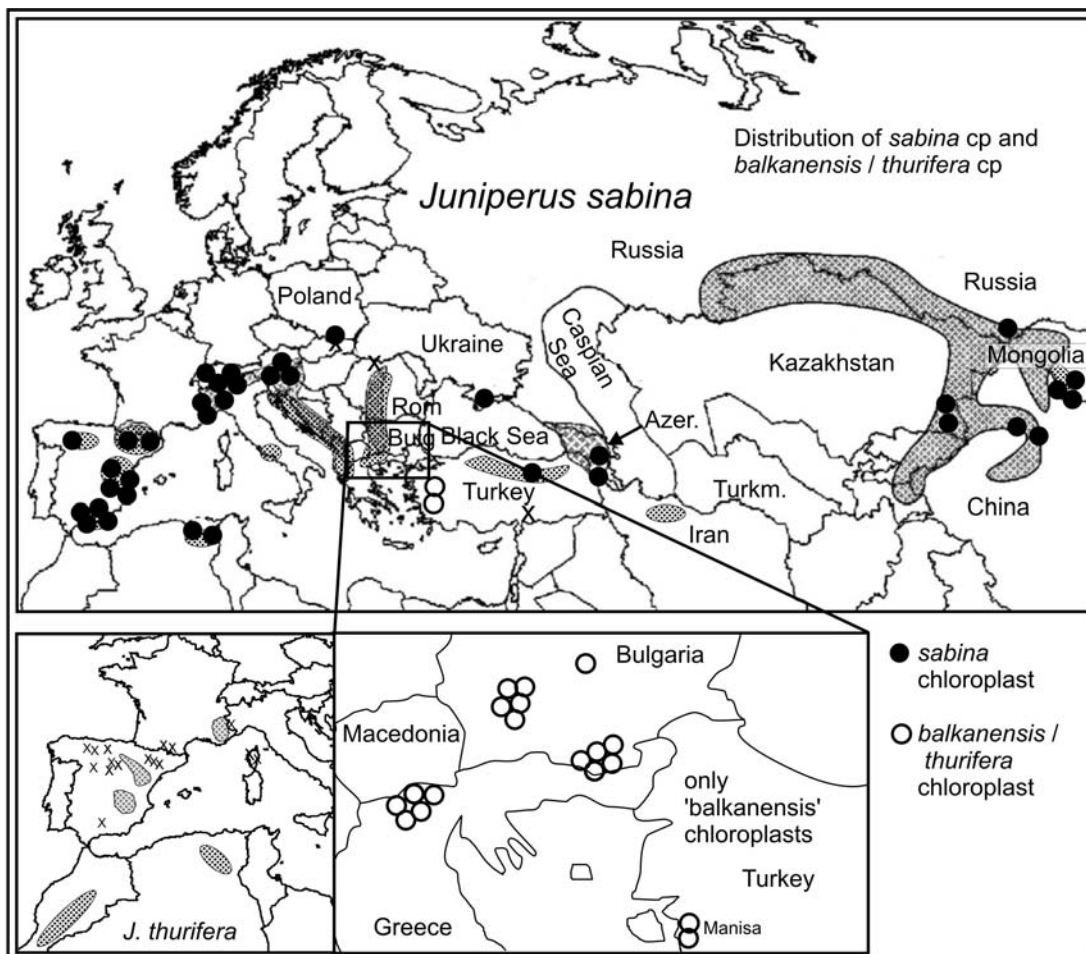 Distribution of sabina cp and
balkanensis / thurifera cp
Juniperus sabina
Russia
Russia
Poland
Ukraine
Caspian
Sea
Kazakhstan
Mongolia
Rom
Bulg
Black Sea
Azer.
x
Turkey
x
Turkm.
Iran
China
Bulgaria
Macedonia
only
'balkanensis'
chloroplasts
Turkey
Greece
Manisa
J. thurifera
sabina
chloroplast
balkanensis /
thurifera
chloroplast